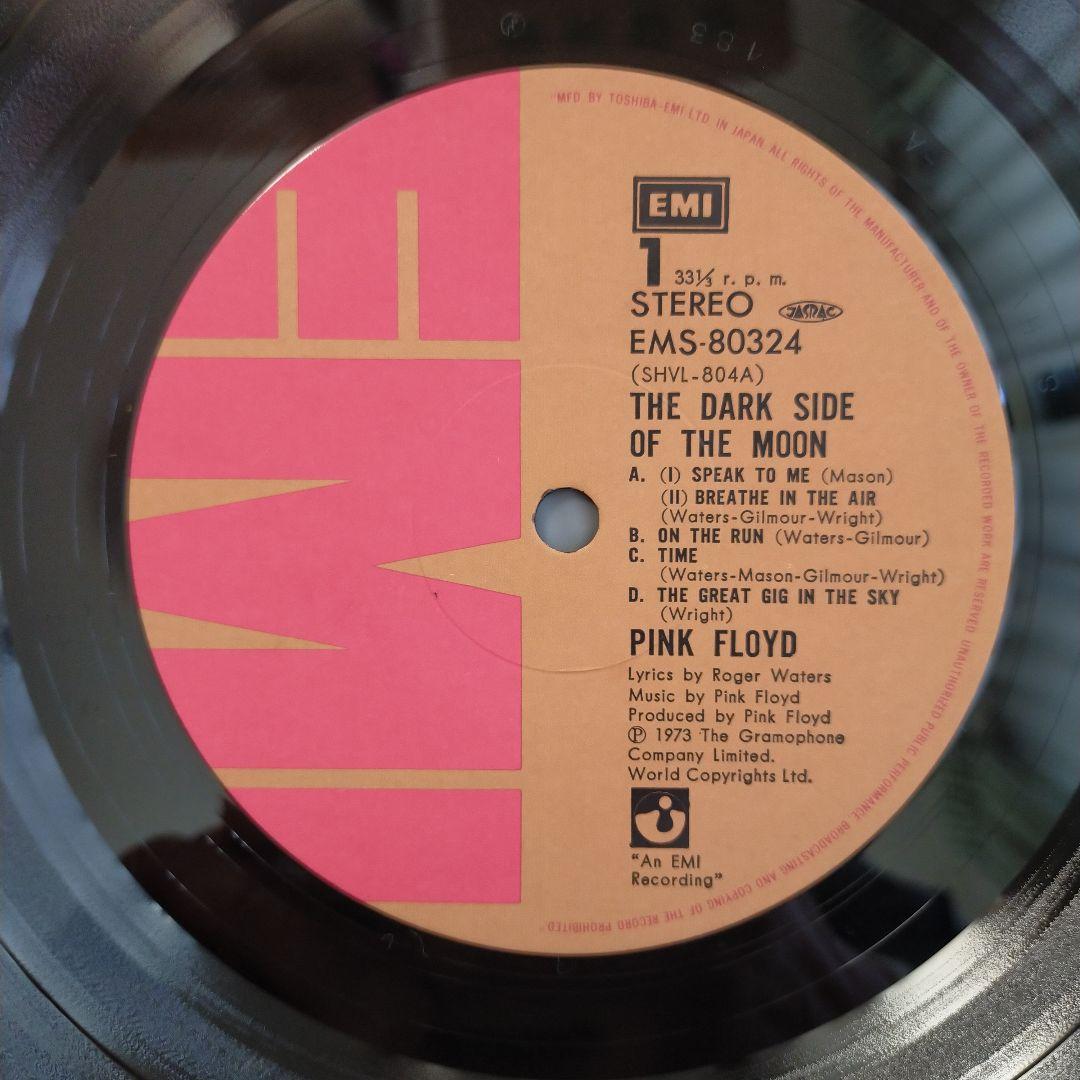 "MFD BY TOSHIBA-EMI LTD. IN JAPAN. ALL RIGHTS OF THE MANUFACTURER AND OF THE OWNER OF THE RECORDED WORK ARE RESERVED UNAUTHORIZED PUBLIC PERFORMANCE, BROADCASTING AND COPYING OF THE RECORD PROHIBITED"
EMI
EMI
1 33⅓ r. p. m.
STEREO JASRAC
EMS-80324
(SHVL-804A)
THE DARK SIDE
OF THE MOON
A. (I) SPEAK TO ME (Mason)
(II) BREATHE IN THE AIR
(Waters-Gilmour-Wright)
B. ON THE RUN (Waters-Gilmour)
C. TIME
(Waters-Mason-Gilmour-Wright)
D. THE GREAT GIG IN THE SKY
(Wright)
PINK FLOYD
Lyrics by Roger Waters
Music by Pink Floyd
Produced by Pink Floyd
Ⓟ 1973 The Gramophone
Company Limited.
World Copyrights Ltd.
"An EMI
Recording"
Ⓟ 183